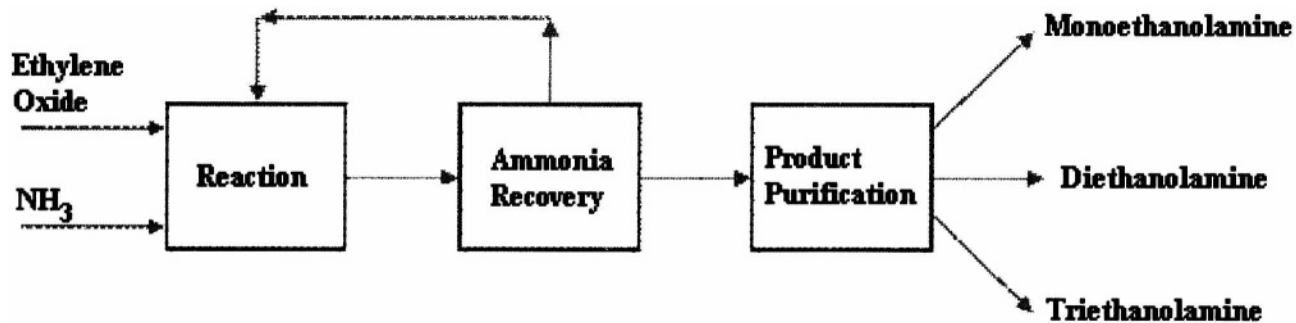 Ethylene
Oxide
NH₃
Reaction
Ammonia
Recovery
Product
Purification
Monoethanolamine
Diethanolamine
Triethanolamine